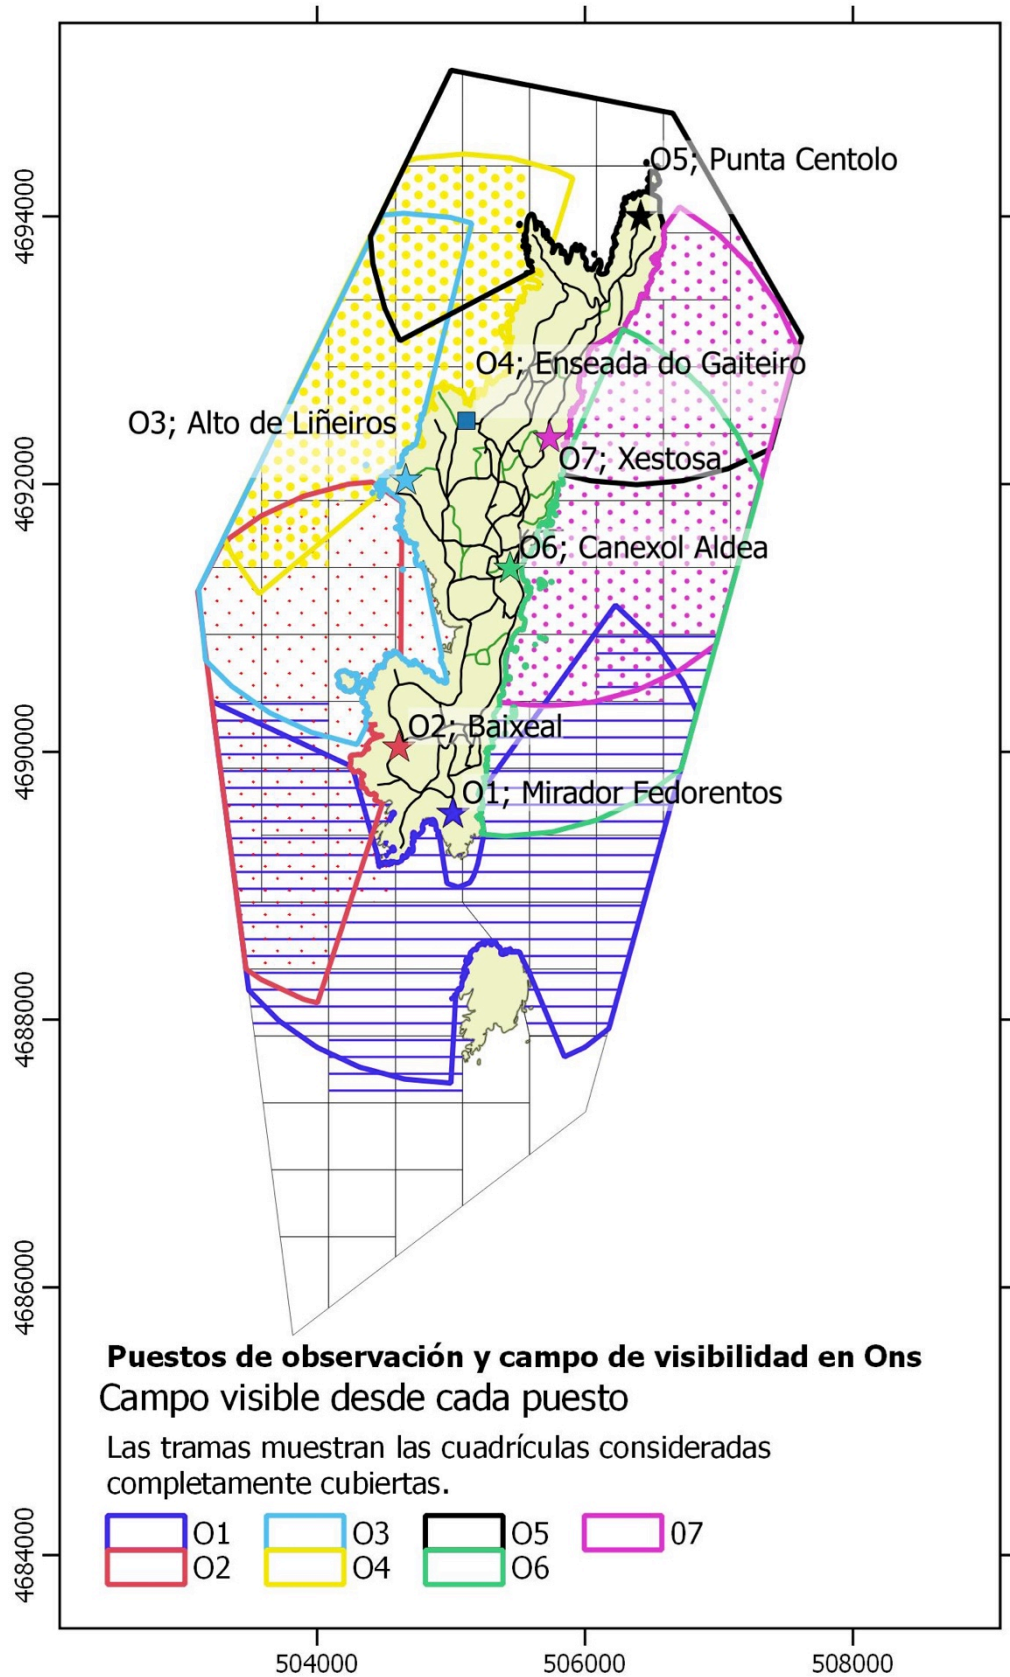 O5; Punta Centolo
4694000
O4; Enseada do Gaiteiro
O3; Alto de Liñeiros
O7; Xestosa
4692000
O6; Canexol Aldea
O2; Baixeal
4690000
O1; Mirador Fedorentos
4688000
4686000
Puestos de observación y campo de visibilidad en Ons
Campo visible desde cada puesto
Las tramas muestran las cuadrículas consideradas
completamente cubiertas.
O1 O3 O5 07
O2 O4 O6
4684000
504000 506000 508000